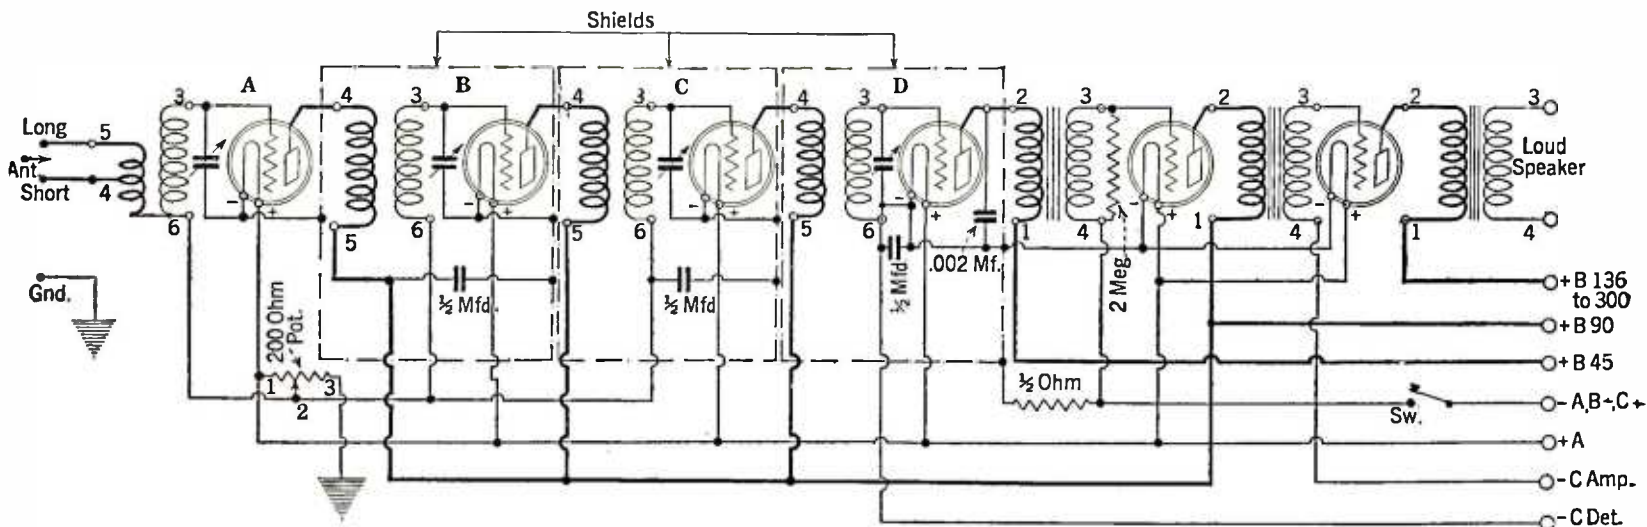 Shields
A
B
C
D
3
4
3
4
3
4
3
2
3
2
3
2
3
Long
5
Ant.
Short
4
Loud
Speaker
-
+
-
+
-
+
-
+
-
+
-
+
6
5
6
5
6
5
6
1
4
1
4
1
4
Gnd.
½ Mfd.
½ Mfd
½ Mfd
.002 Mf.
2 Meg.
200 Ohm
Pot.
1
2
3
½ Ohm
Sw.
+B 136
to 300
+B 90
+B 45
- A,B-,C+
+A
-C Amp.
-C Det.